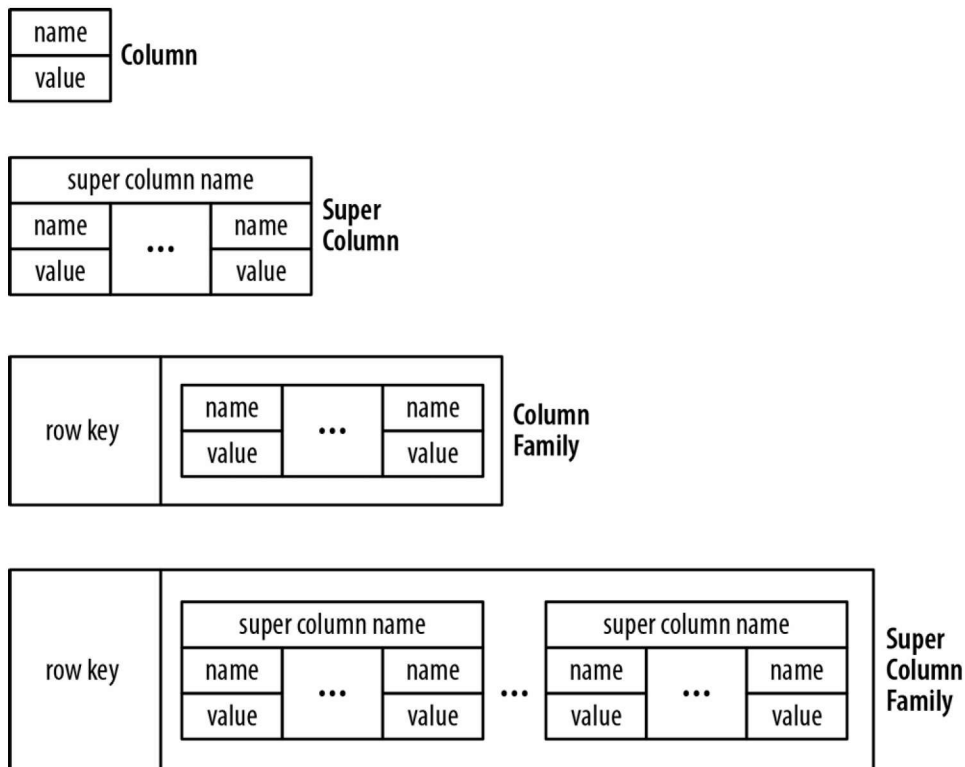 name
value
Column
super column name
name ... name
value value
Super
Column
row key
name ... name
value value
Column
Family
row key
super column name super column name
name ... name ... name ... name
value value value value
Super
Column
Family